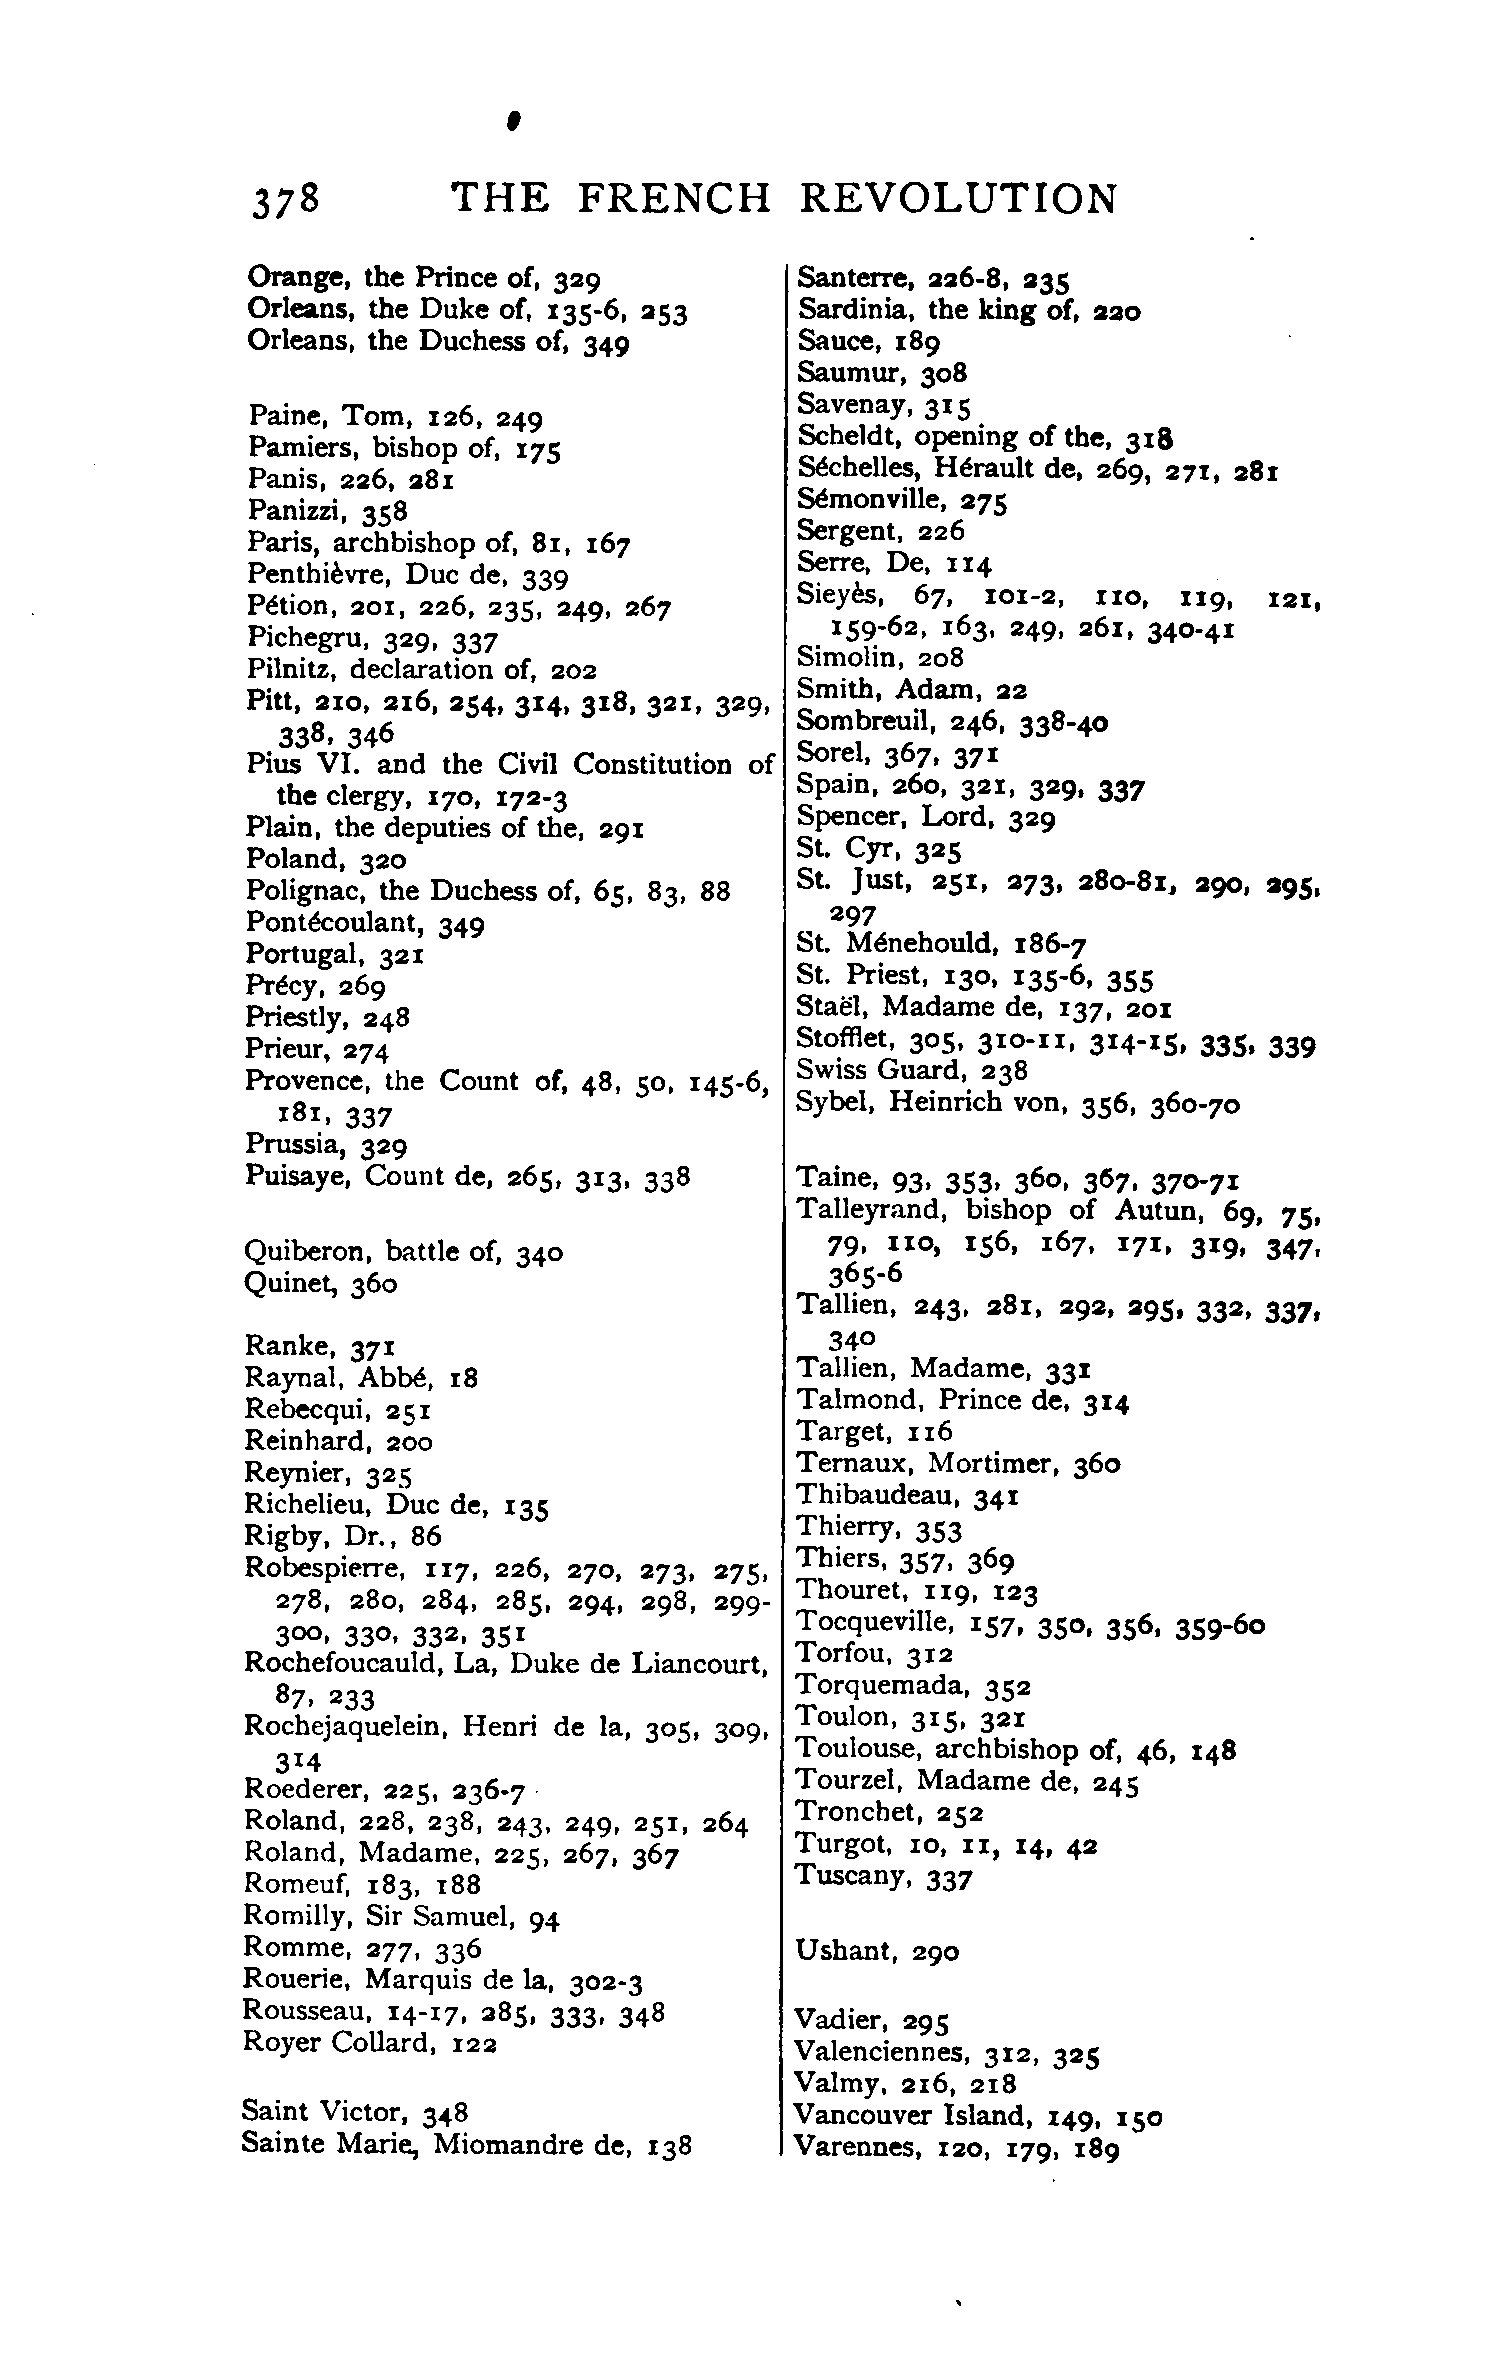 378 THE FRENCH REVOLUTION
Orange, the Prince of, 329
Orleans, the Duke of, 135-6, 253
Orleans, the Duchess of, 349
Paine, Tom, 126, 249
Pamiers, bishop of, 175
Panis, 226, 281
Panizzi, 358
Paris, archbishop of, 81, 167
Penthièvre, Duc de, 339
Pétion, 201, 226, 235, 249, 267
Pichegru, 329, 337
Pilnitz, declaration of, 202
Pitt, 210, 216, 254, 314, 318, 321, 329,
338, 346
Pius VI. and the Civil Constitution of
the clergy, 170, 172-3
Plain, the deputies of the, 291
Poland, 320
Polignac, the Duchess of, 65, 83, 88
Pontécoulant, 349
Portugal, 321
Précy, 269
Priestly, 248
Prieur, 274
Provence, the Count of, 48, 50, 145-6,
181, 337
Prussia, 329
Puisaye, Count de, 265, 313, 338
Quiberon, battle of, 340
Quinet, 360
Ranke, 371
Raynal, Abbé, 18
Rebecqui, 251
Reinhard, 200
Reynier, 325
Richelieu, Duc de, 135
Rigby, Dr., 86
Robespierre, 117, 226, 270, 273, 275,
278, 280, 284, 285, 294, 298, 299-
300, 330, 332, 351
Rochefoucauld, La, Duke de Liancourt,
87, 233
Rochejaquelein, Henri de la, 305, 309,
314
Roederer, 225, 236-7
Roland, 228, 238, 243, 249, 251, 264
Roland, Madame, 225, 267, 367
Romeuf, 183, 188
Romilly, Sir Samuel, 94
Romme, 277, 336
Rouerie, Marquis de la, 302-3
Rousseau, 14-17, 285, 333, 348
Royer Collard, 122
Saint Victor, 348
Sainte Marie, Miomandre de, 138
Santerre, 226-8, 235
Sardinia, the king of, 220
Sauce, 189
Saumur, 308
Savenay, 315
Scheldt, opening of the, 318
Séchelles, Hérault de, 269, 271, 281
Sémonville, 275
Sergent, 226
Serre, De, 114
Sieyès, 67, 101-2, 110, 119, 121,
159-62, 163, 249, 261, 340-41
Simolin, 208
Smith, Adam, 22
Sombreuil, 246, 338-40
Sorel, 367, 371
Spain, 260, 321, 329, 337
Spencer, Lord, 329
St. Cyr, 325
St. Just, 251, 273, 280-81, 290, 295,
297
St. Ménehould, 186-7
St. Priest, 130, 135-6, 355
Staël, Madame de, 137, 201
Stofflet, 305, 310-11, 314-15, 335, 339
Swiss Guard, 238
Sybel, Heinrich von, 356, 360-70
Taine, 93, 353, 360, 367, 370-71
Talleyrand, bishop of Autun, 69, 75,
79, 110, 156, 167, 171, 319, 347,
365-6
Tallien, 243, 281, 292, 295, 332, 337,
340
Tallien, Madame, 331
Talmond, Prince de, 314
Target, 116
Ternaux, Mortimer, 360
Thibaudeau, 341
Thierry, 353
Thiers, 357, 369
Thouret, 119, 123
Tocqueville, 157, 350, 356, 359-60
Torfou, 312
Torquemada, 352
Toulon, 315, 321
Toulouse, archbishop of, 46, 148
Tourzel, Madame de, 245
Tronchet, 252
Turgot, 10, 11, 14, 42
Tuscany, 337
Ushant, 290
Vadier, 295
Valenciennes, 312, 325
Valmy, 216, 218
Vancouver Island, 149, 150
Varennes, 120, 179, 189